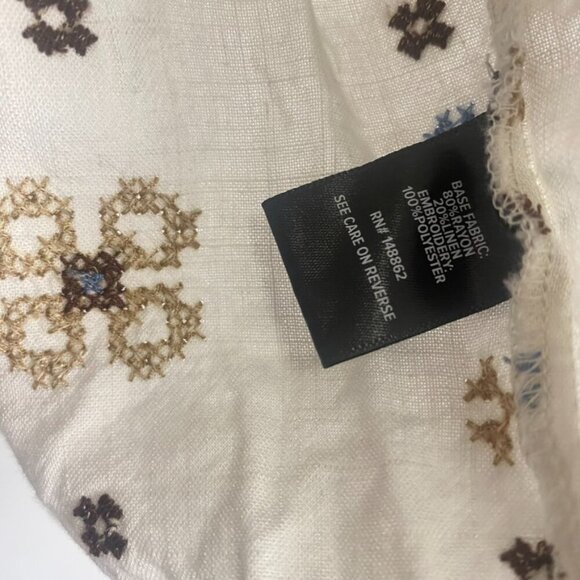 BASE FABRIC:
80% RAYON
20% LINEN
EMBROIDERY:
100% POLYESTER
RN# 148862
SEE CARE ON REVERSE